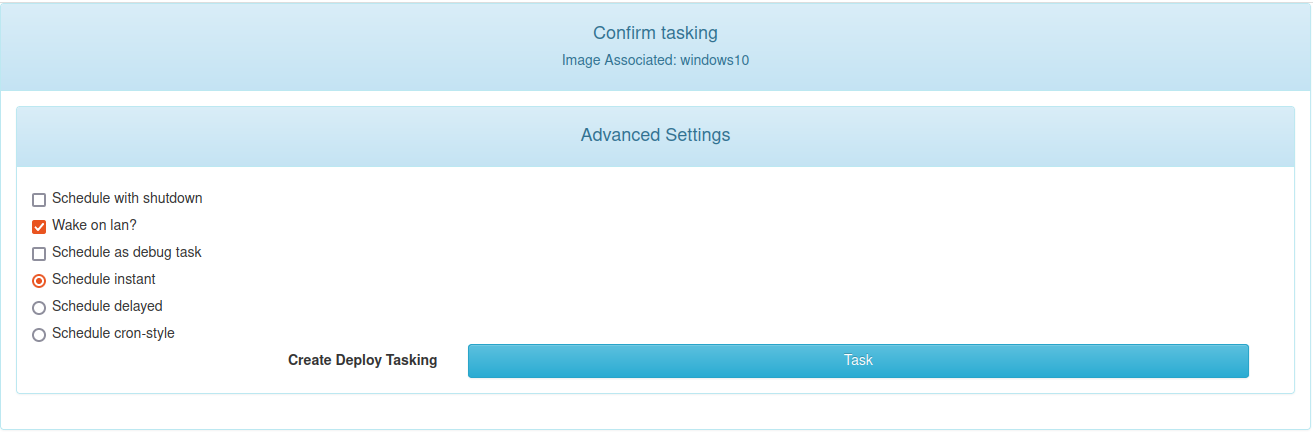 Confirm tasking
Image Associated: windows10
Advanced Settings
Schedule with shutdown
Wake on lan?
Schedule as debug task
Schedule instant
Schedule delayed
Schedule cron-style
Create Deploy Tasking Task